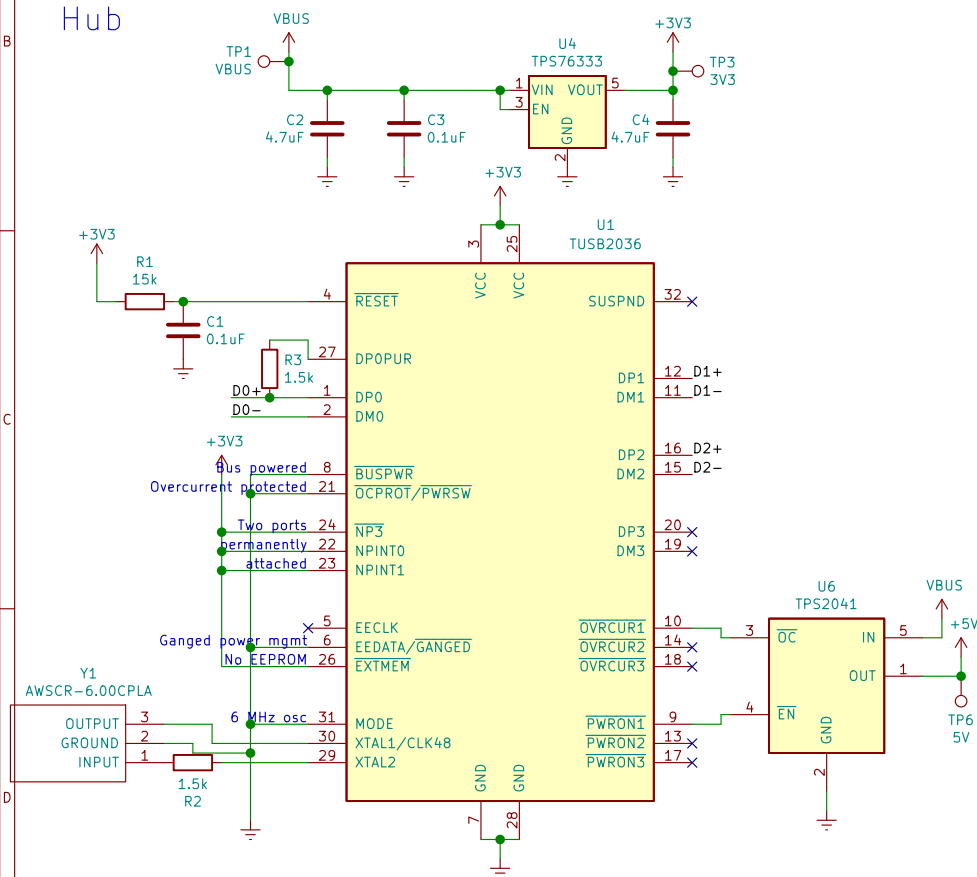 Hub
B
VBUS
TP1
VBUS
C2
4.7uF
C3
0.1uF
U4
TPS76333
1 VIN VOUT 5
3 EN
GND
2
+3V3
TP3
3V3
C4
4.7uF
+3V3
U1
TUSB2036
3 25
VCC VCC
+3V3
R1
15k
C1
0.1uF
4 RESET
SUSPND 32
27 DP0PUR
R3
1.5k
DP1 12 D1+
D0+ 1 DP0
DM1 11 D1-
D0- 2 DM0
C
+3V3
DP2 16 D2+
Bus powered 8 BUSPWR
DM2 15 D2-
Overcurrent protected 21 OCPROT/PWRSW
Two ports 24 NP3
DP3 20
permanently 22 NPINT0
DM3 19
attached 23 NPINT1
5 EECLK
OVRCUR1 10
Ganged power mgmt 6 EEDATA/GANGED
OVRCUR2 14
No EEPROM 26 EXTMEM
OVRCUR3 18
U6
TPS2041
VBUS
3 OC IN 5
+5V
OUT 1
4 EN
GND
2
TP6
5V
Y1
AWSCR-6.00CPLA
OUTPUT 3
GROUND 2
INPUT 1
1.5k
R2
6 MHz osc 31 MODE
PWRON1 9
30 XTAL1/CLK48
PWRON2 13
29 XTAL2
PWRON3 17
GND GND
7 28
D